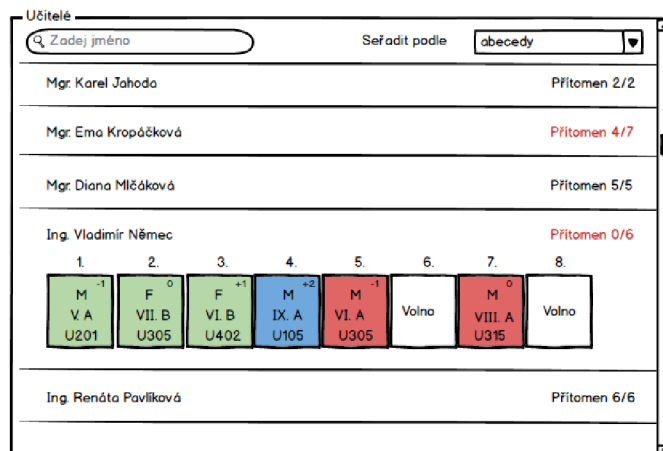 Učitelé
Zadej jméno Seřadit podle abecedy
Mgr. Karel Jahoda Přítomen 2/2
Mgr. Ema Kropáčková Přítomen 4/7
Mgr. Diana Mlčáková Přítomen 5/5
Ing. Vladimír Němec Přítomen 0/6
1. 2. 3. 4. 5. 6. 7. 8.
-1 0 +1 +2 -1 0
M F F M M M
V. A VII. B VI. B IX. A VI. A Volno VIII. A Volno
U201 U305 U402 U105 U305 U315
Ing. Renáta Pavlíková Přítomen 6/6